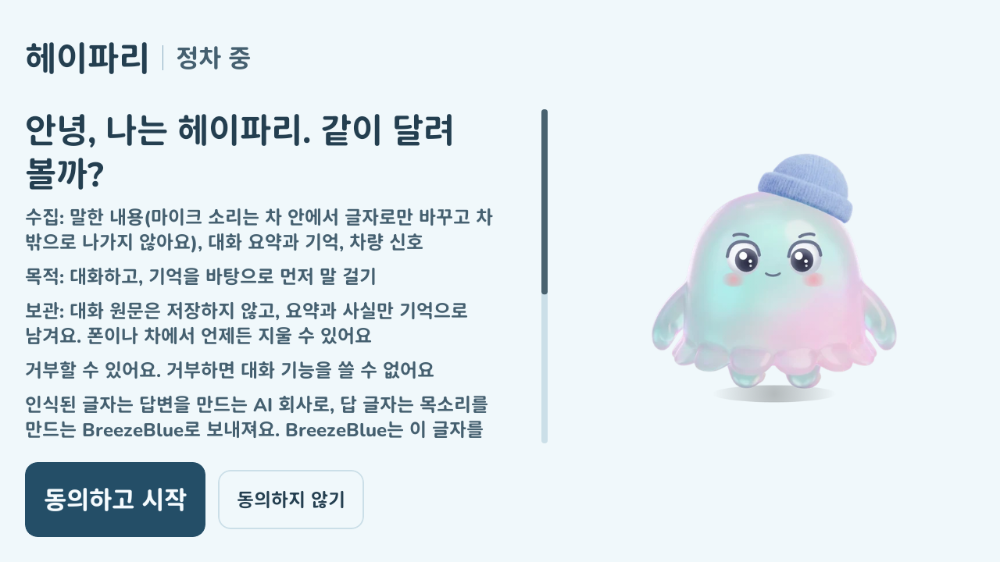 헤이파리
정차 중
안녕, 나는 헤이파리. 같이 달려
볼까?
수집: 말한 내용(마이크 소리는 차 안에서 글자로만 바꾸고 차
밖으로 나가지 않아요), 대화 요약과 기억, 차량 신호
목적: 대화하고, 기억을 바탕으로 먼저 말 걸기
보관: 대화 원문은 저장하지 않고, 요약과 사실만 기억으로
남겨요. 폰이나 차에서 언제든 지울 수 있어요
거부할 수 있어요. 거부하면 대화 기능을 쓸 수 없어요
인식된 글자는 답변을 만드는 AI 회사로, 답 글자는 목소리를
만드는 BreezeBlue로 보내져요. BreezeBlue는 이 글자를
동의하고 시작
동의하지 않기